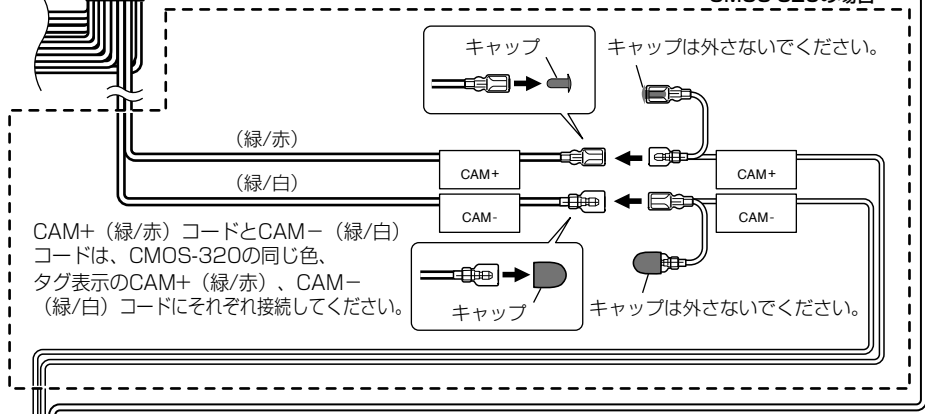 CMOS-320の場合
キャップ
キャップは外さないでください。
（緑/赤）
CAM+
CAM+
（緑/白）
CAM-
CAM-
CAM+（緑/赤）コードとCAM－（緑/白）
コードは、CMOS-320の同じ色、
タグ表示のCAM+（緑/赤）、CAM－
（緑/白）コードにそれぞれ接続してください。
キャップ
キャップは外さないでください。